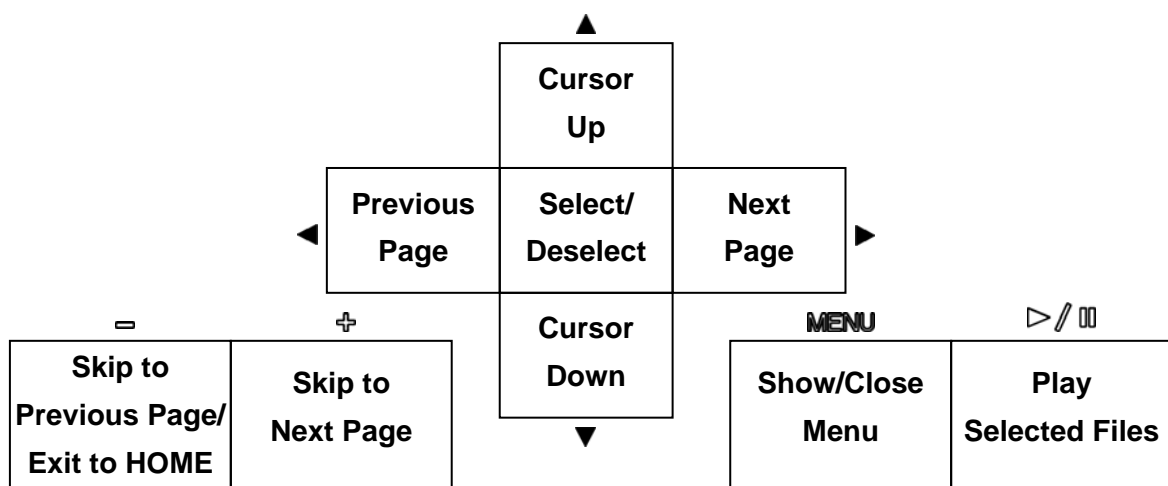 ▲
Cursor
Up
◀
Previous
Page
Select/
Deselect
Next
Page
▶
Cursor
Down
▼
−
Skip to
Previous Page/
Exit to HOME
+
Skip to
Next Page
MENU
Show/Close
Menu
▷/II
Play
Selected Files